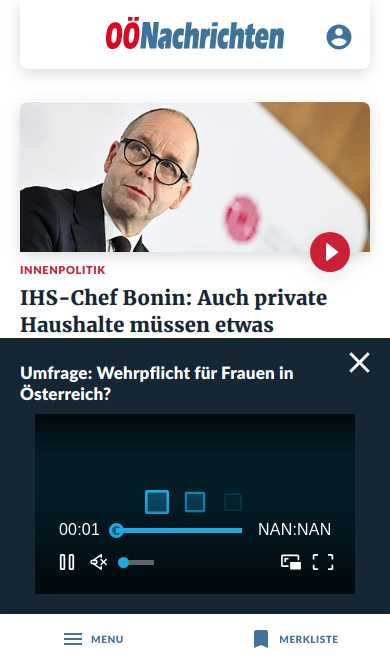 OÖNachrichten
INNENPOLITIK
IHS-Chef Bonin: Auch private
Haushalte müssen etwas
Umfrage: Wehrpflicht für Frauen in
Österreich?
00:01 NAN:NAN
MENU MERKLISTE